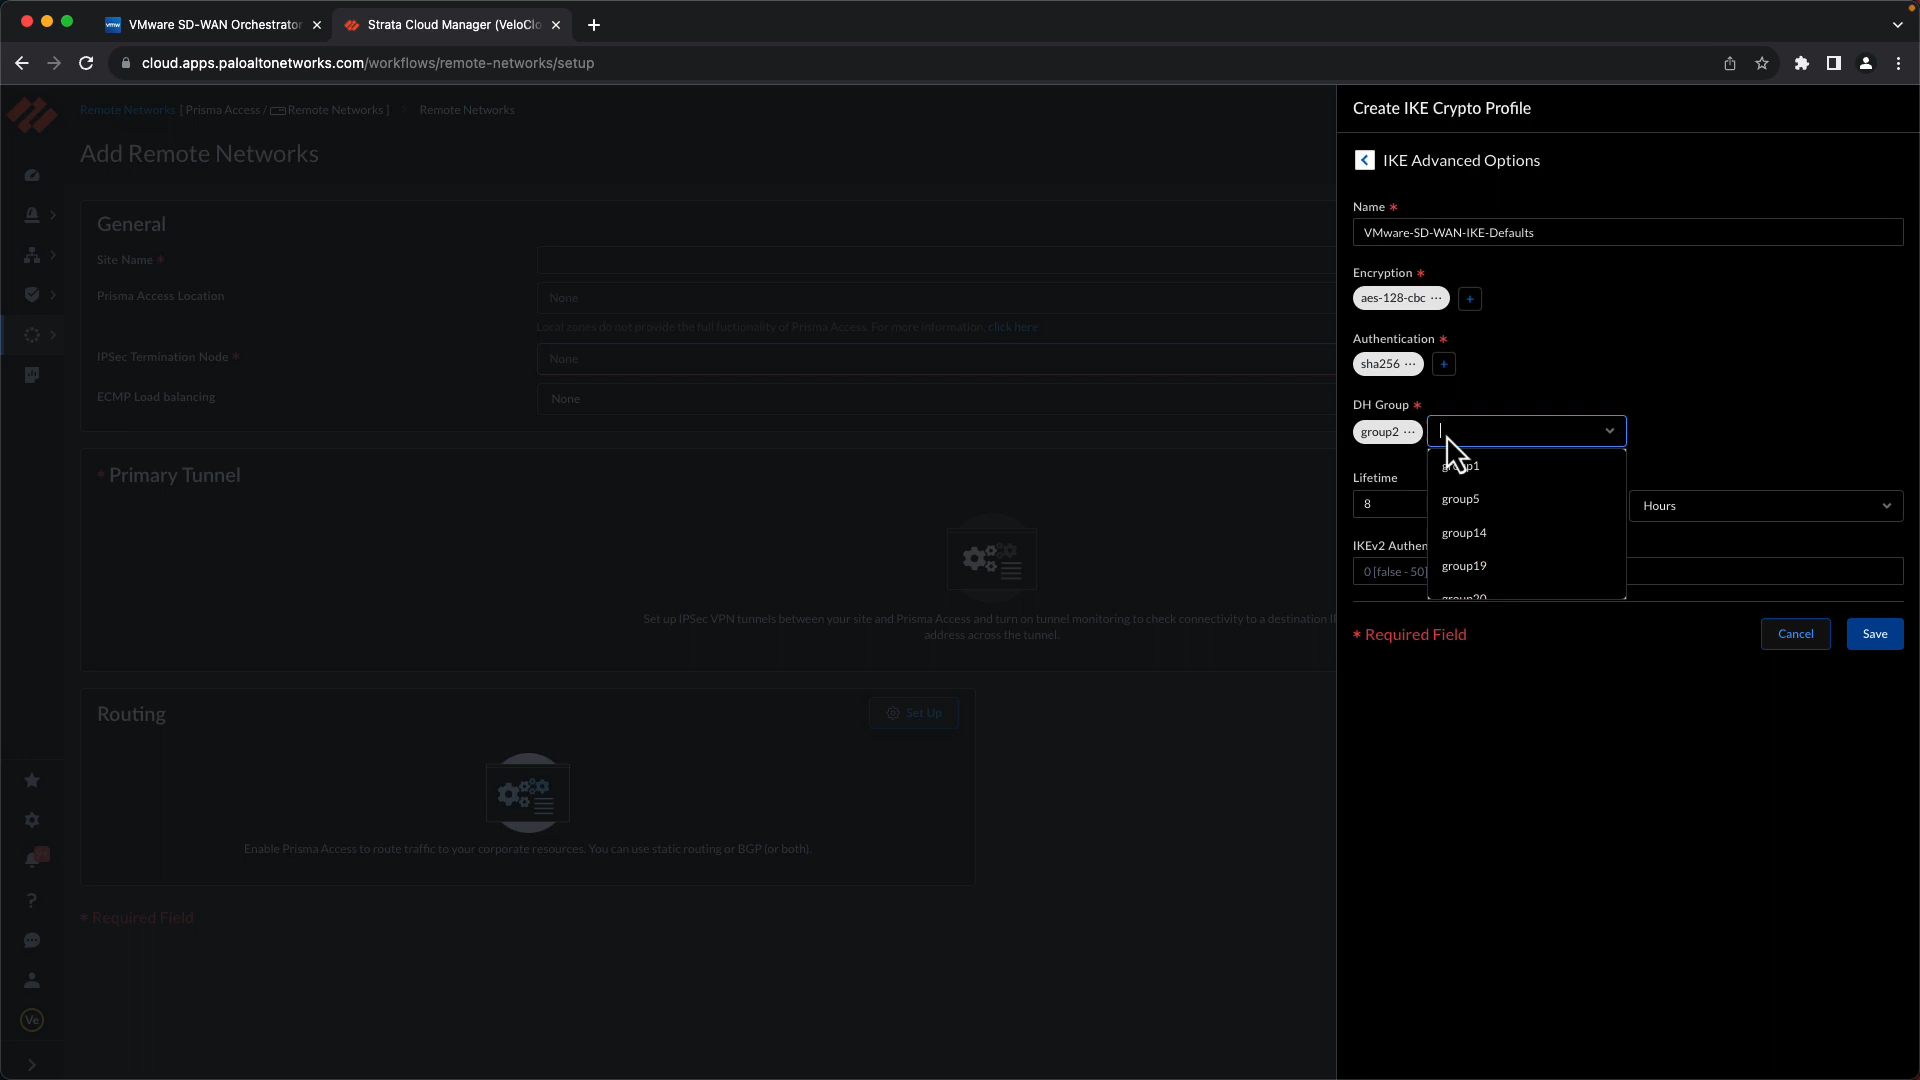 VMware SD-WAN Orchestrator
Strata Cloud Manager (VeloClo
cloud.apps.paloaltonetworks.com/workflows/remote-networks/setup
Remote Networks [ Prisma Access / Remote Networks ] > Remote Networks
Add Remote Networks
General
Site Name *
Prisma Access Location
None
Local zones do not provide the full fuctionality of Prisma Access. For more information, click here
IPSec Termination Node *
None
ECMP Load balancing
None
* Primary Tunnel
Set up IPSec VPN tunnels between your site and Prisma Access and turn on tunnel monitoring to check connectivity to a destination I
address across the tunnel.
Routing
Set Up
Enable Prisma Access to route traffic to your corporate resources. You can use static routing or BGP (or both).
* Required Field
Ve
Create IKE Crypto Profile
IKE Advanced Options
Name *
VMware-SD-WAN-IKE-Defaults
Encryption *
aes-128-cbc ···
+
Authentication *
sha256 ···
+
DH Group *
group2 ···
group1
group5
group14
group19
group20
Lifetime
8
Hours
IKEv2 Authen
0 [false - 50]
* Required Field
Cancel
Save